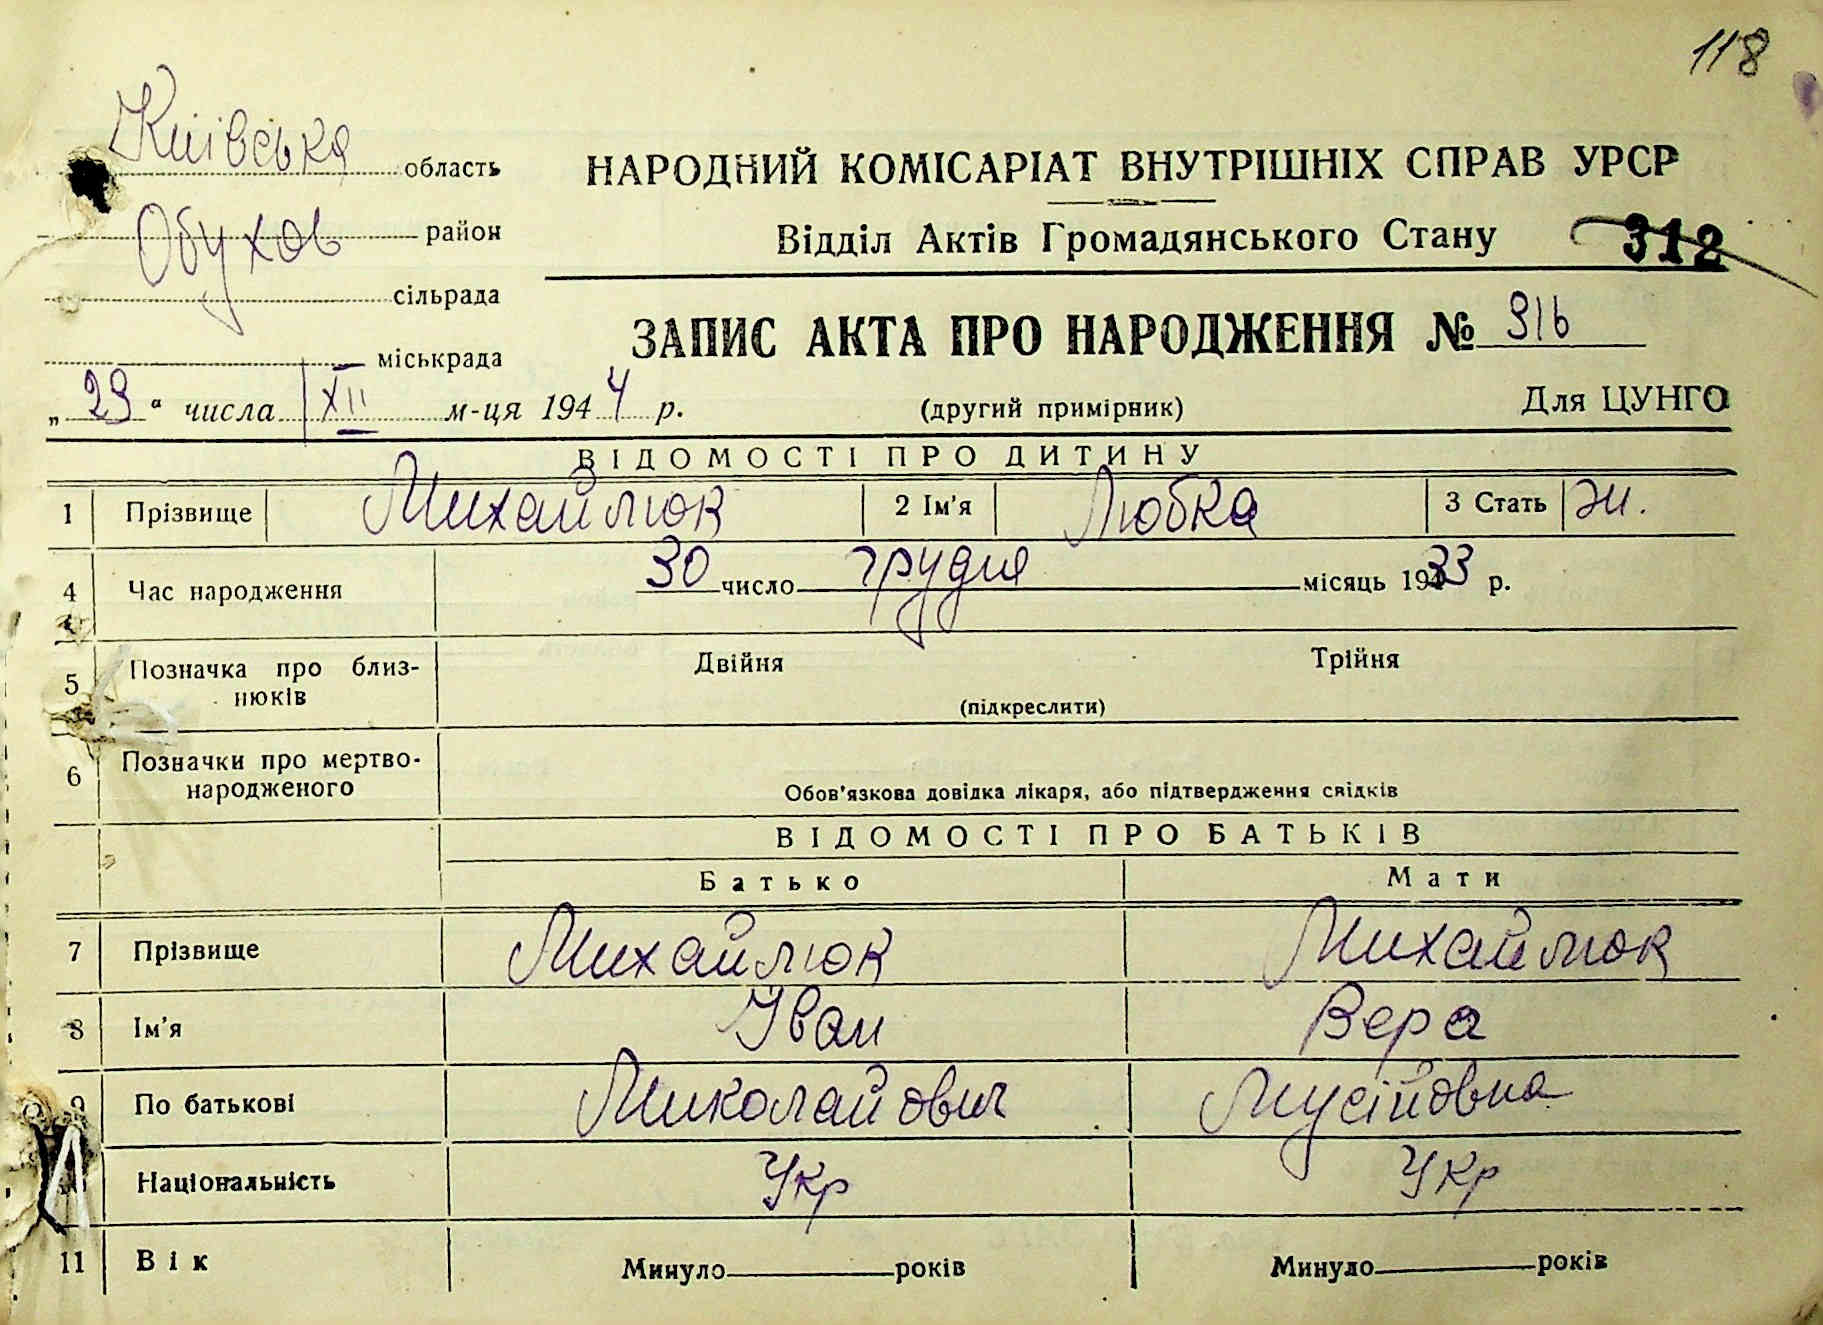 118
Київська область
Обухов район
сільрада
міськрада
НАРОДНИЙ КОМІСАРІАТ ВНУТРІШНІХ СПРАВ УРСР
Відділ Актів Громадянського Стану 312
ЗАПИС АКТА ПРО НАРОДЖЕННЯ № 316
„29“ числа XII м-ця 1944 р. (другий примірник) Для ЦУНГО
ВІДОМОСТІ ПРО ДИТИНУ
1 Прізвище Михайлюк 2 Ім'я Любка 3 Стать ж.
4 Час народження 30 число грудня місяць 1933 р.
5 Позначка про близнюків Двійня Трійня
(підкреслити)
6 Позначки про мертвонародженого Обов'язкова довідка лікаря, або підтвердження свідків
ВІДОМОСТІ ПРО БАТЬКІВ
Батько Мати
7 Прізвище Михайлюк Михайлюк
8 Ім'я Іван Вера
9 По батькові Миколайович Мусійовна
Національність Укр Укр
11 Вік Минуло років Минуло років